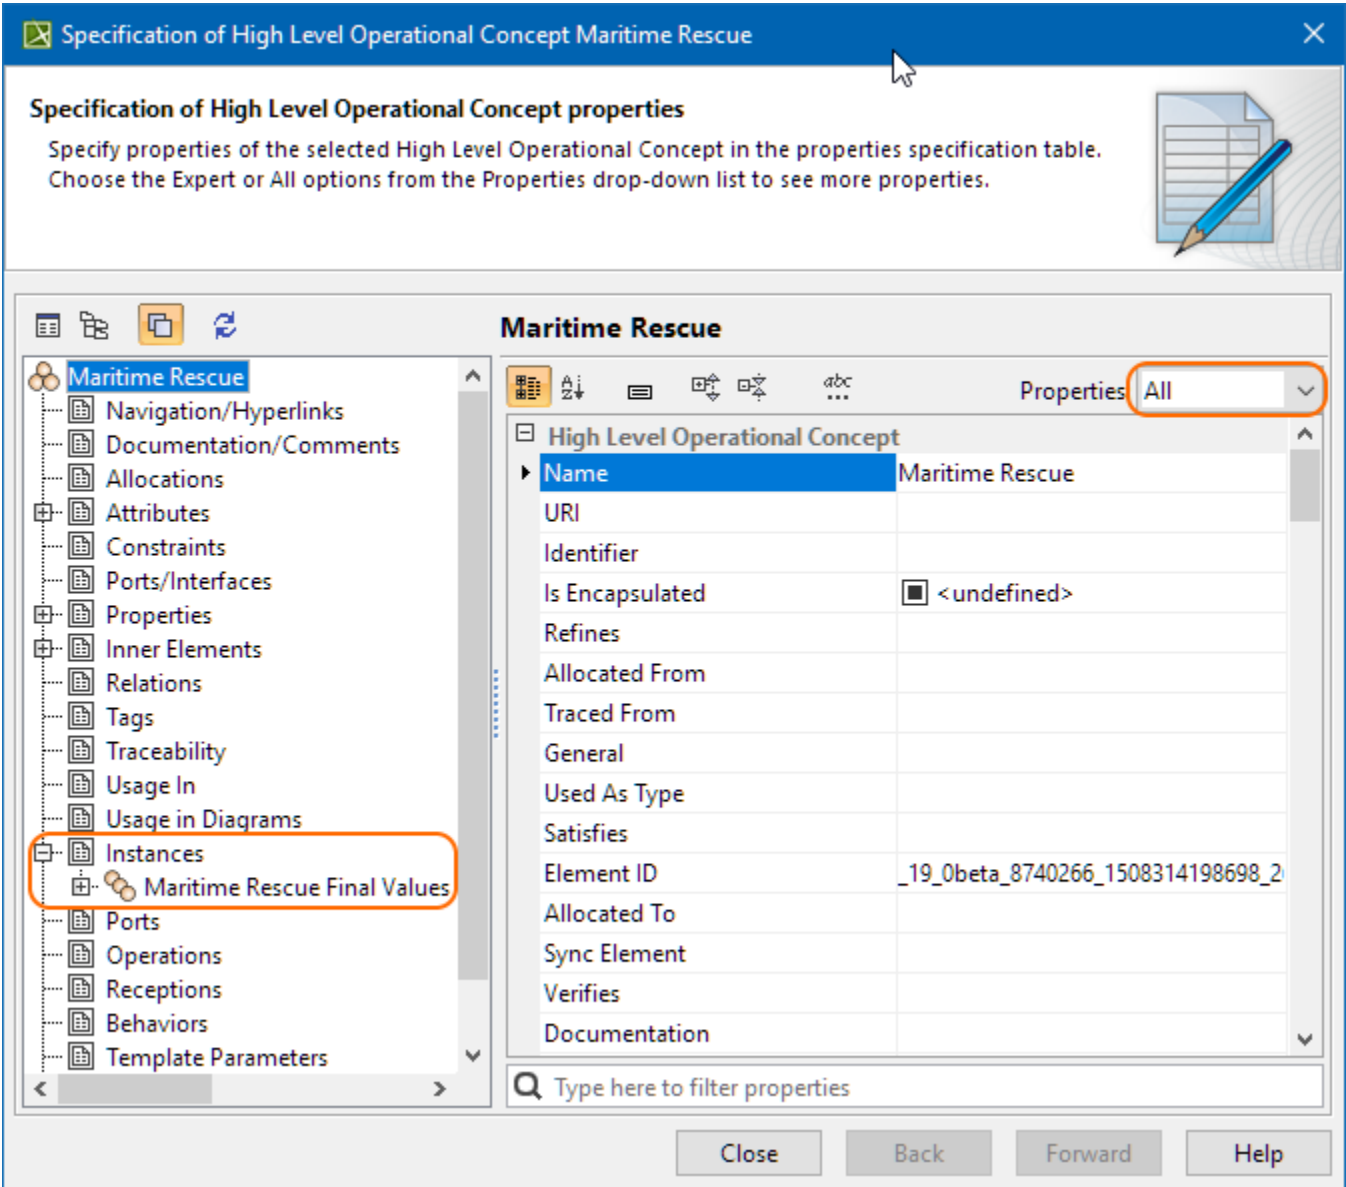 Specification of High Level Operational Concept Maritime Rescue
Specification of High Level Operational Concept properties
Specify properties of the selected High Level Operational Concept in the properties specification table.
Choose the Expert or All options from the Properties drop-down list to see more properties.
Maritime Rescue
Navigation/Hyperlinks
Documentation/Comments
Allocations
Attributes
Constraints
Ports/Interfaces
Properties
Inner Elements
Relations
Tags
Traceability
Usage In
Usage in Diagrams
Instances
Maritime Rescue Final Values
Ports
Operations
Receptions
Behaviors
Template Parameters
Maritime Rescue
abc
Properties All
High Level Operational Concept
Name Maritime Rescue
URI
Identifier
Is Encapsulated <undefined>
Refines
Allocated From
Traced From
General
Used As Type
Satisfies
Element ID _19_0beta_8740266_1508314198698_2
Allocated To
Sync Element
Verifies
Documentation
Type here to filter properties
Close Back Forward Help